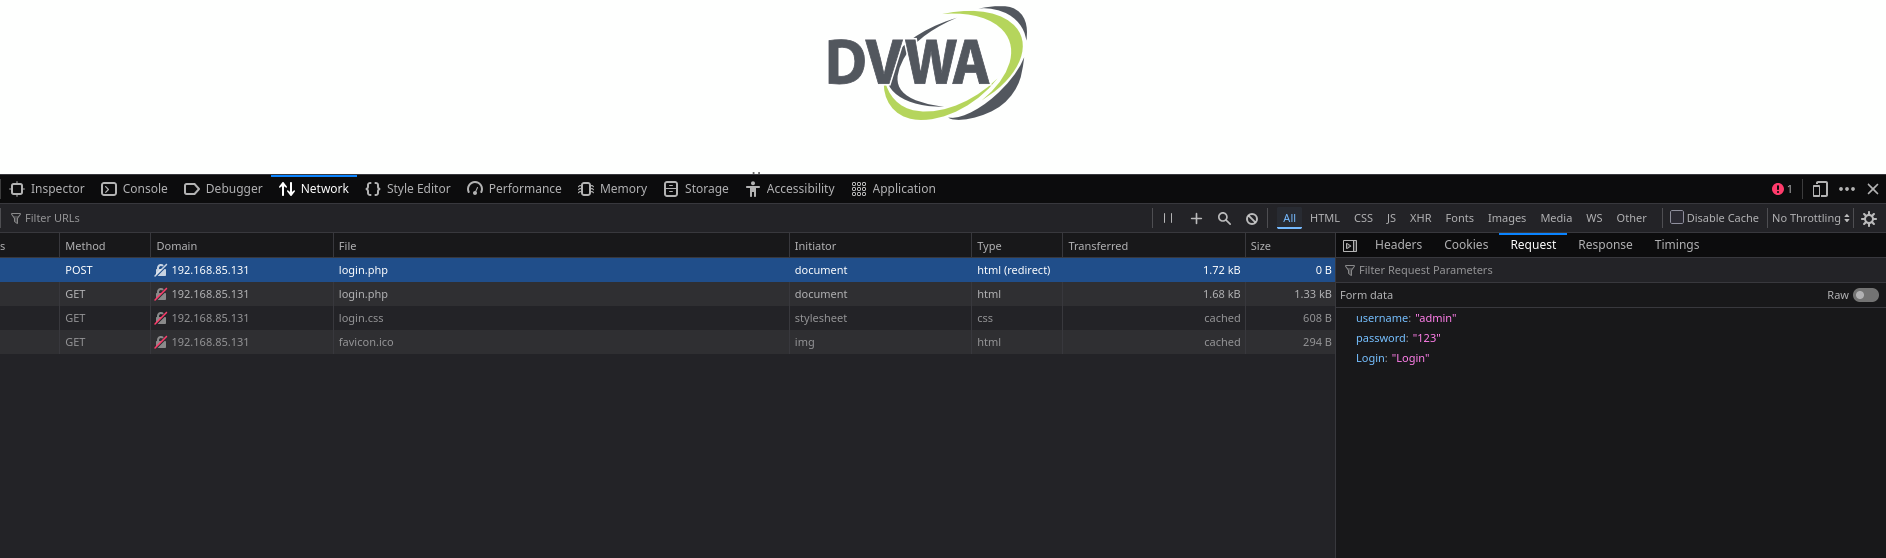 DVWA
Inspector Console Debugger Network Style Editor Performance Memory Storage Accessibility Application 1
Filter URLs All HTML CSS JS XHR Fonts Images Media WS Other Disable Cache No Throttling
s Method Domain File Initiator Type Transferred Size Headers Cookies Request Response Timings
POST 192.168.85.131 login.php document html (redirect) 1.72 kB 0 B Filter Request Parameters
GET 192.168.85.131 login.php document html 1.68 kB 1.33 kB Form data Raw
GET 192.168.85.131 login.css stylesheet css cached 608 B username: "admin"
password: "123"
GET 192.168.85.131 favicon.ico img html cached 294 B
Login: "Login"